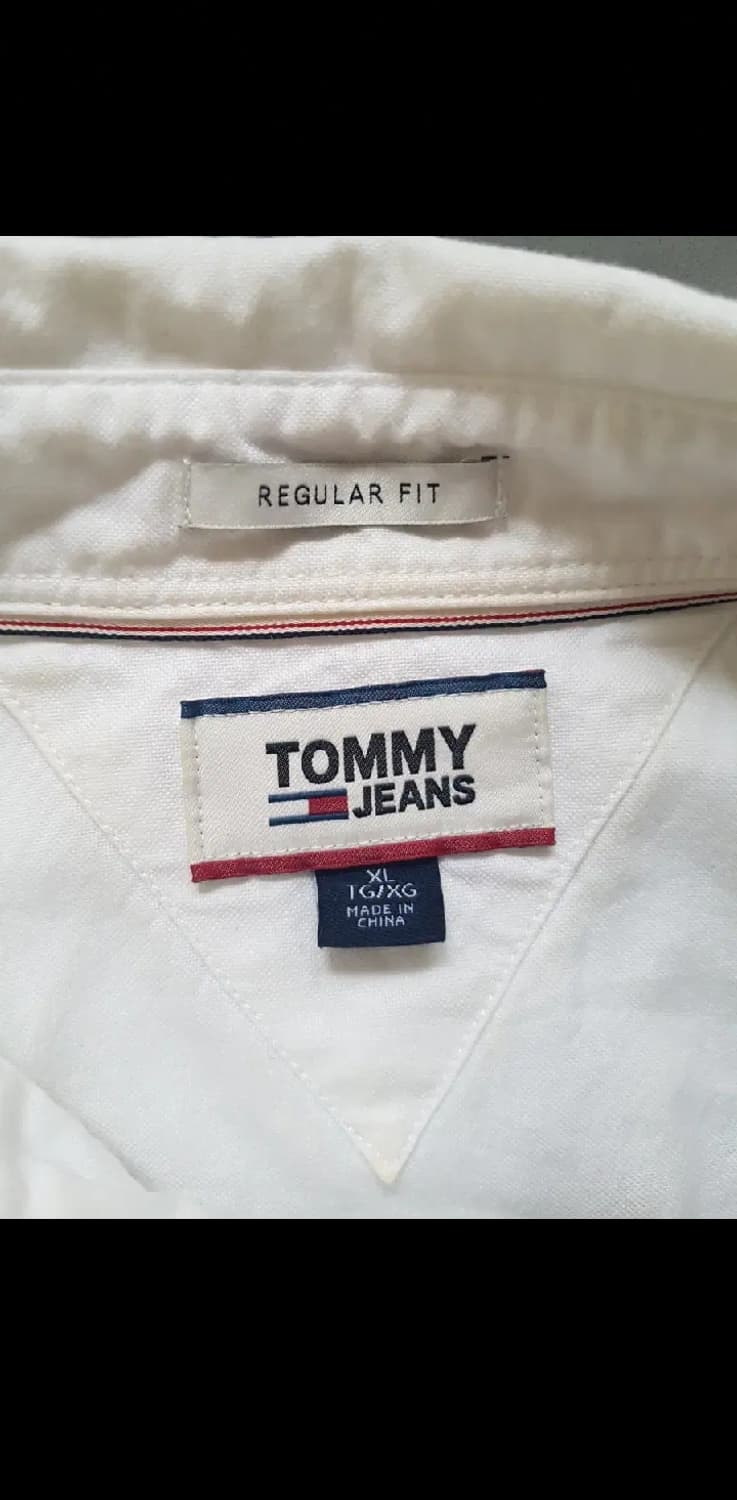 REGULAR FIT
TOMMY
JEANS
XL
TG/XG
MADE IN
CHINA